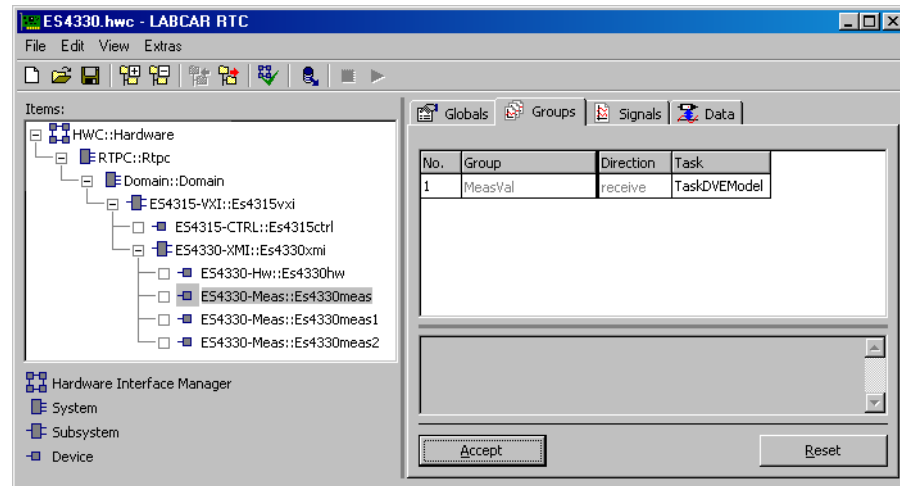 ES4330.hwc - LABCAR RTC
File Edit View Extras
Items:
HWC::Hardware
RTPC::Rtpc
Domain::Domain
ES4315-VXI::Es4315vxi
ES4315-CTRL::Es4315ctrl
ES4330-XMI::Es4330xmi
ES4330-Hw::Es4330hw
ES4330-Meas::Es4330meas
ES4330-Meas::Es4330meas1
ES4330-Meas::Es4330meas2
Hardware Interface Manager
System
Subsystem
Device
Globals Groups Signals Data
No. Group Direction Task
1 MeasVal receive TaskDVEModel
Accept Reset